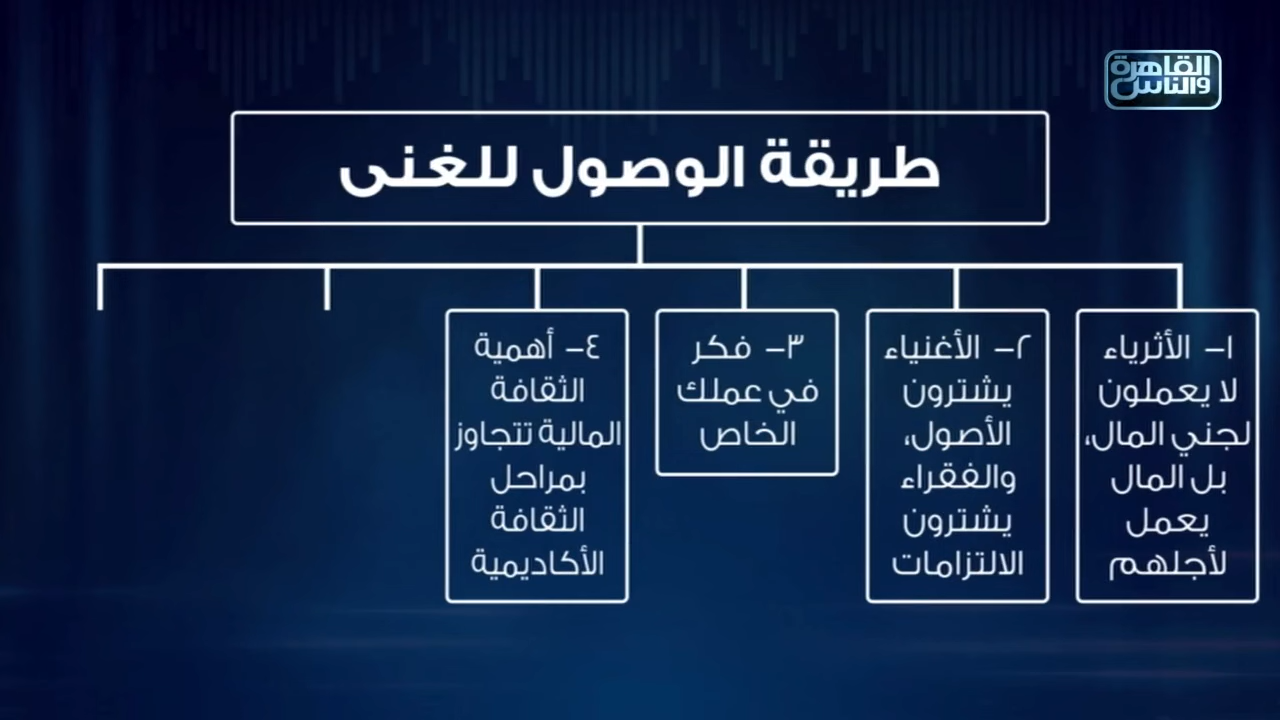 القاهرة
والناس
طريقة الوصول للغنى
١- الأثرياء
لا يعملون
لجني المال،
بل المال
يعمل
لأجلهم
٢- الأغنياء
يشترون
الأصول،
والفقراء
يشترون
الالتزامات
٣- فكر
في عملك
الخاص
٤- أهمية
الثقافة
المالية تتجاوز
بمراحل
الثقافة
الأكاديمية